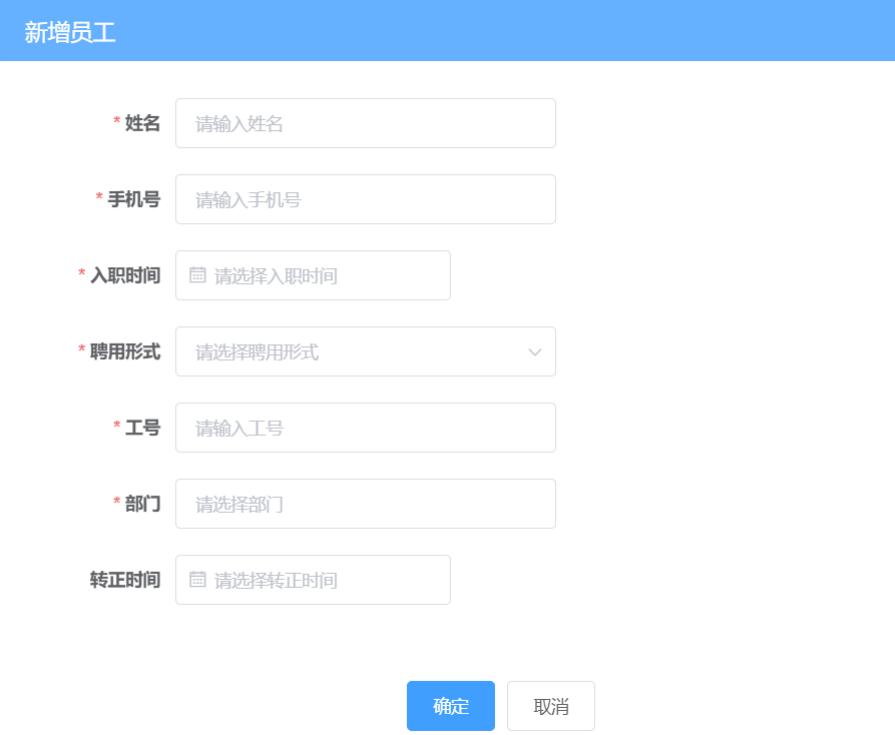 新增员工
* 姓名 请输入姓名
* 手机号 请输入手机号
* 入职时间 请选择入职时间
* 聘用形式 请选择聘用形式
* 工号 请输入工号
* 部门 请选择部门
转正时间 请选择转正时间
确定 取消